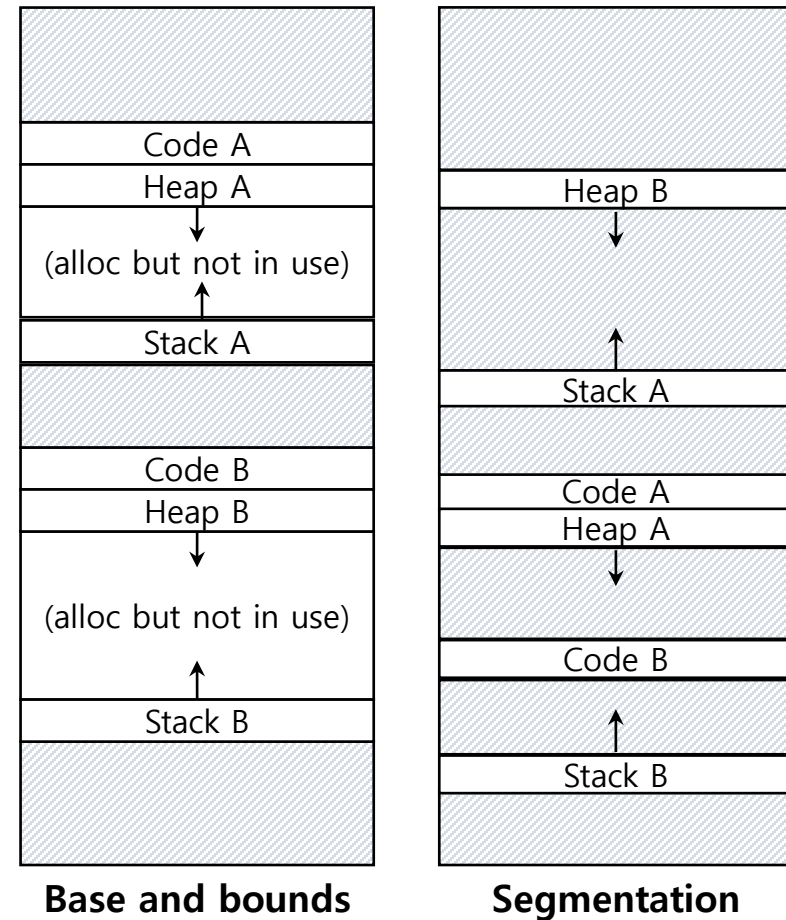 Code A
Heap A
(alloc but not in use)
Stack A
Code B
Heap B
(alloc but not in use)
Stack B
Base and bounds
Heap B
Stack A
Code A
Heap A
Code B
Stack B
Segmentation